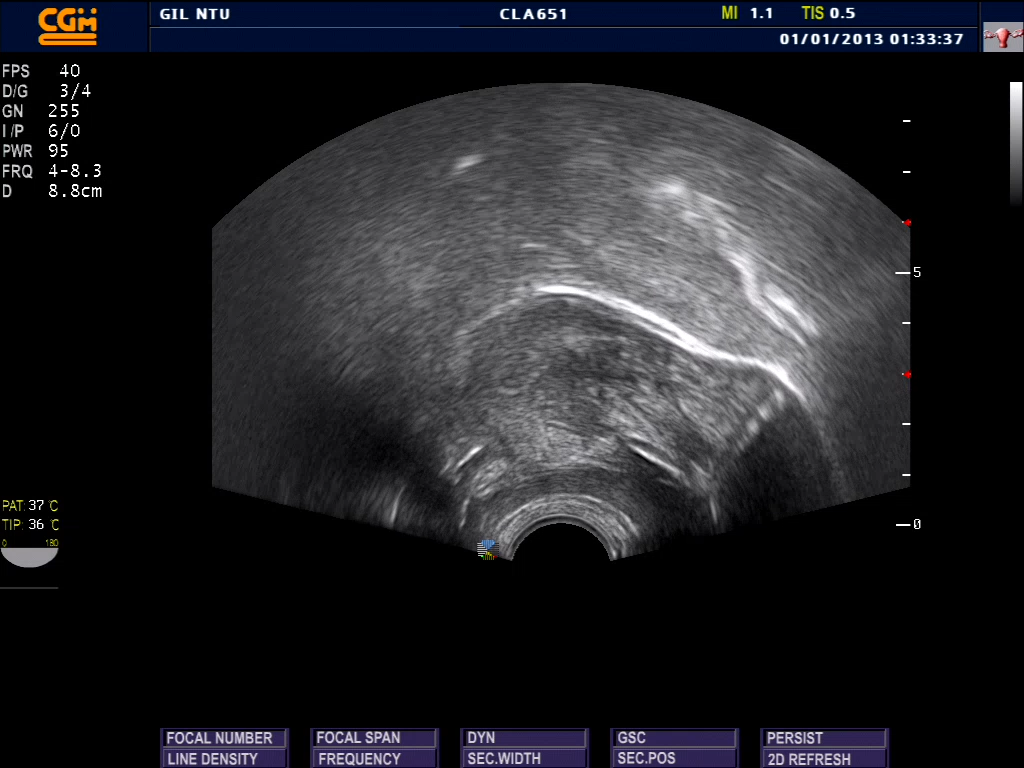 CGM
GIL NTU CLA651 MI 1.1 TIS 0.5
01/01/2013 01:33:37
FPS 40
D/G 3/4
GN 255
I/P 6/0
PWR 95
FRQ 4-8.3
D 8.8cm
5
PAT: 37 °C
TIP: 36 °C
0 180
0
FOCAL NUMBER FOCAL SPAN DYN GSC PERSIST
LINE DENSITY FREQUENCY SEC.WIDTH SEC.POS 2D REFRESH